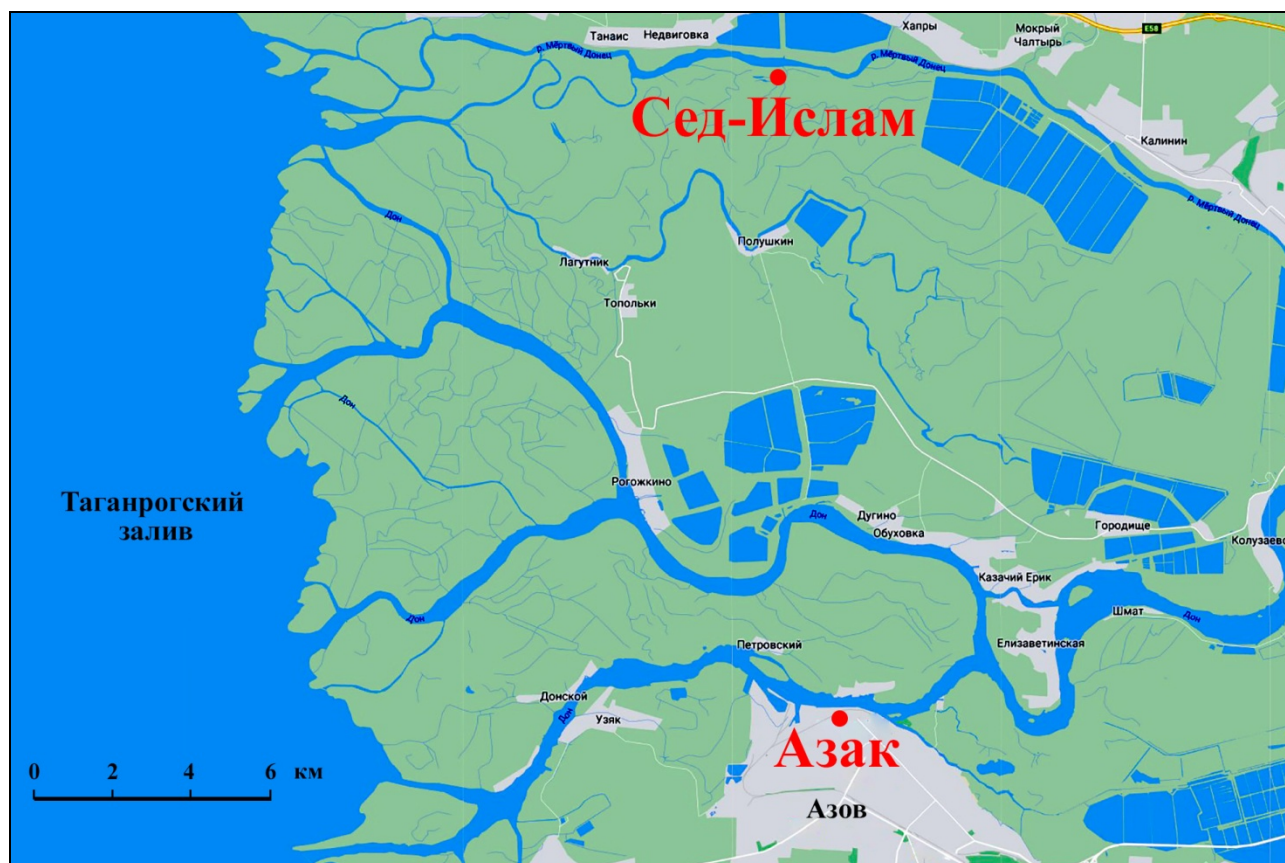 Хапры
Танаис
Недвиговка
Мокрый
Чалтырь
E58
р. Мёртвый Донец
р. Мёртвый Донец
Сед-Ислам
Калинин
р. Мёртвый Донец
Дон
Полушкин
Лагутник
Топольки
Дон
Рогожкино
Таганрогский
залив
Дон
Дугино
Обуховка
Городище
Колузаево
Казачий Ерик
Шмат
Дон
Дон
Петровский
Елизаветинская
Донской
Узяк
Дон
Азак
0 2 4 6 км
Азов